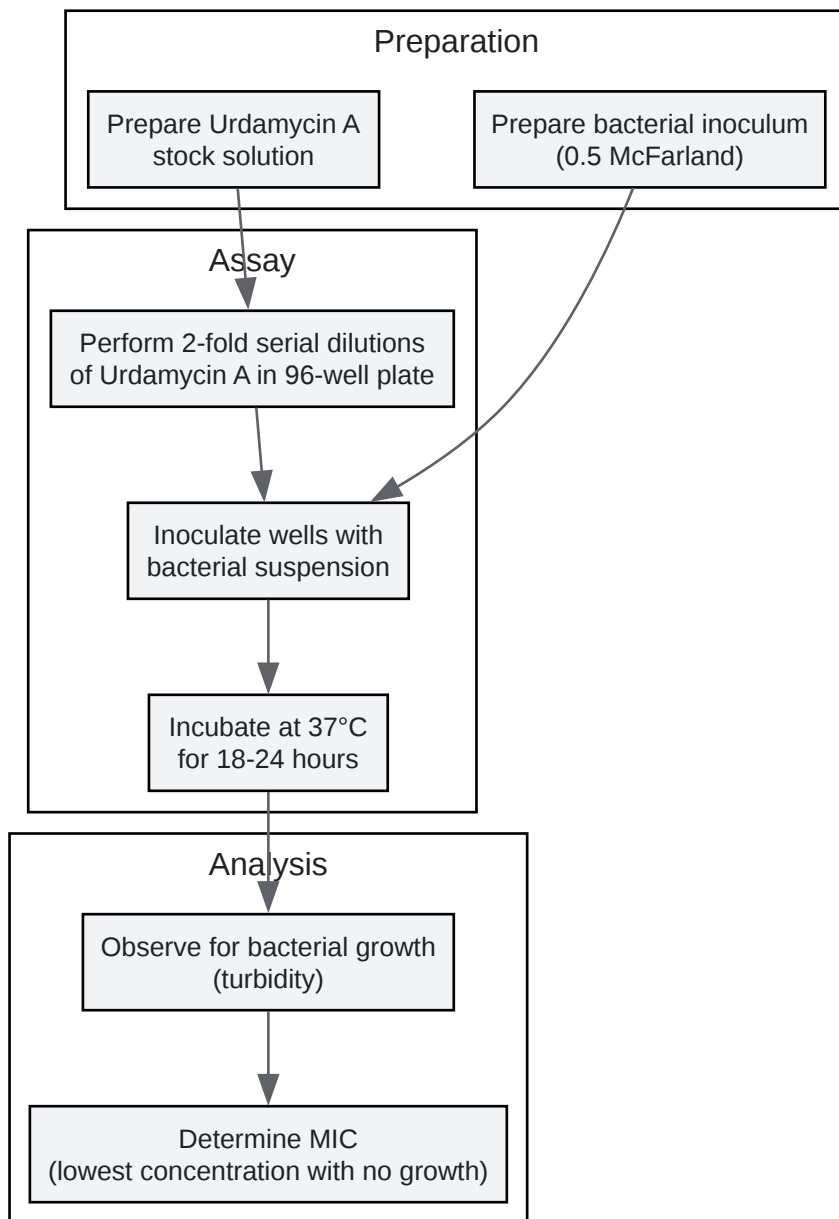 Preparation
Prepare Urdamycin A
stock solution
Prepare bacterial inoculum
(0.5 McFarland)
Assay
Perform 2-fold serial dilutions
of Urdamycin A in 96-well plate
Inoculate wells with
bacterial suspension
Incubate at 37°C
for 18-24 hours
Analysis
Observe for bacterial growth
(turbidity)
Determine MIC
(lowest concentration with no growth)